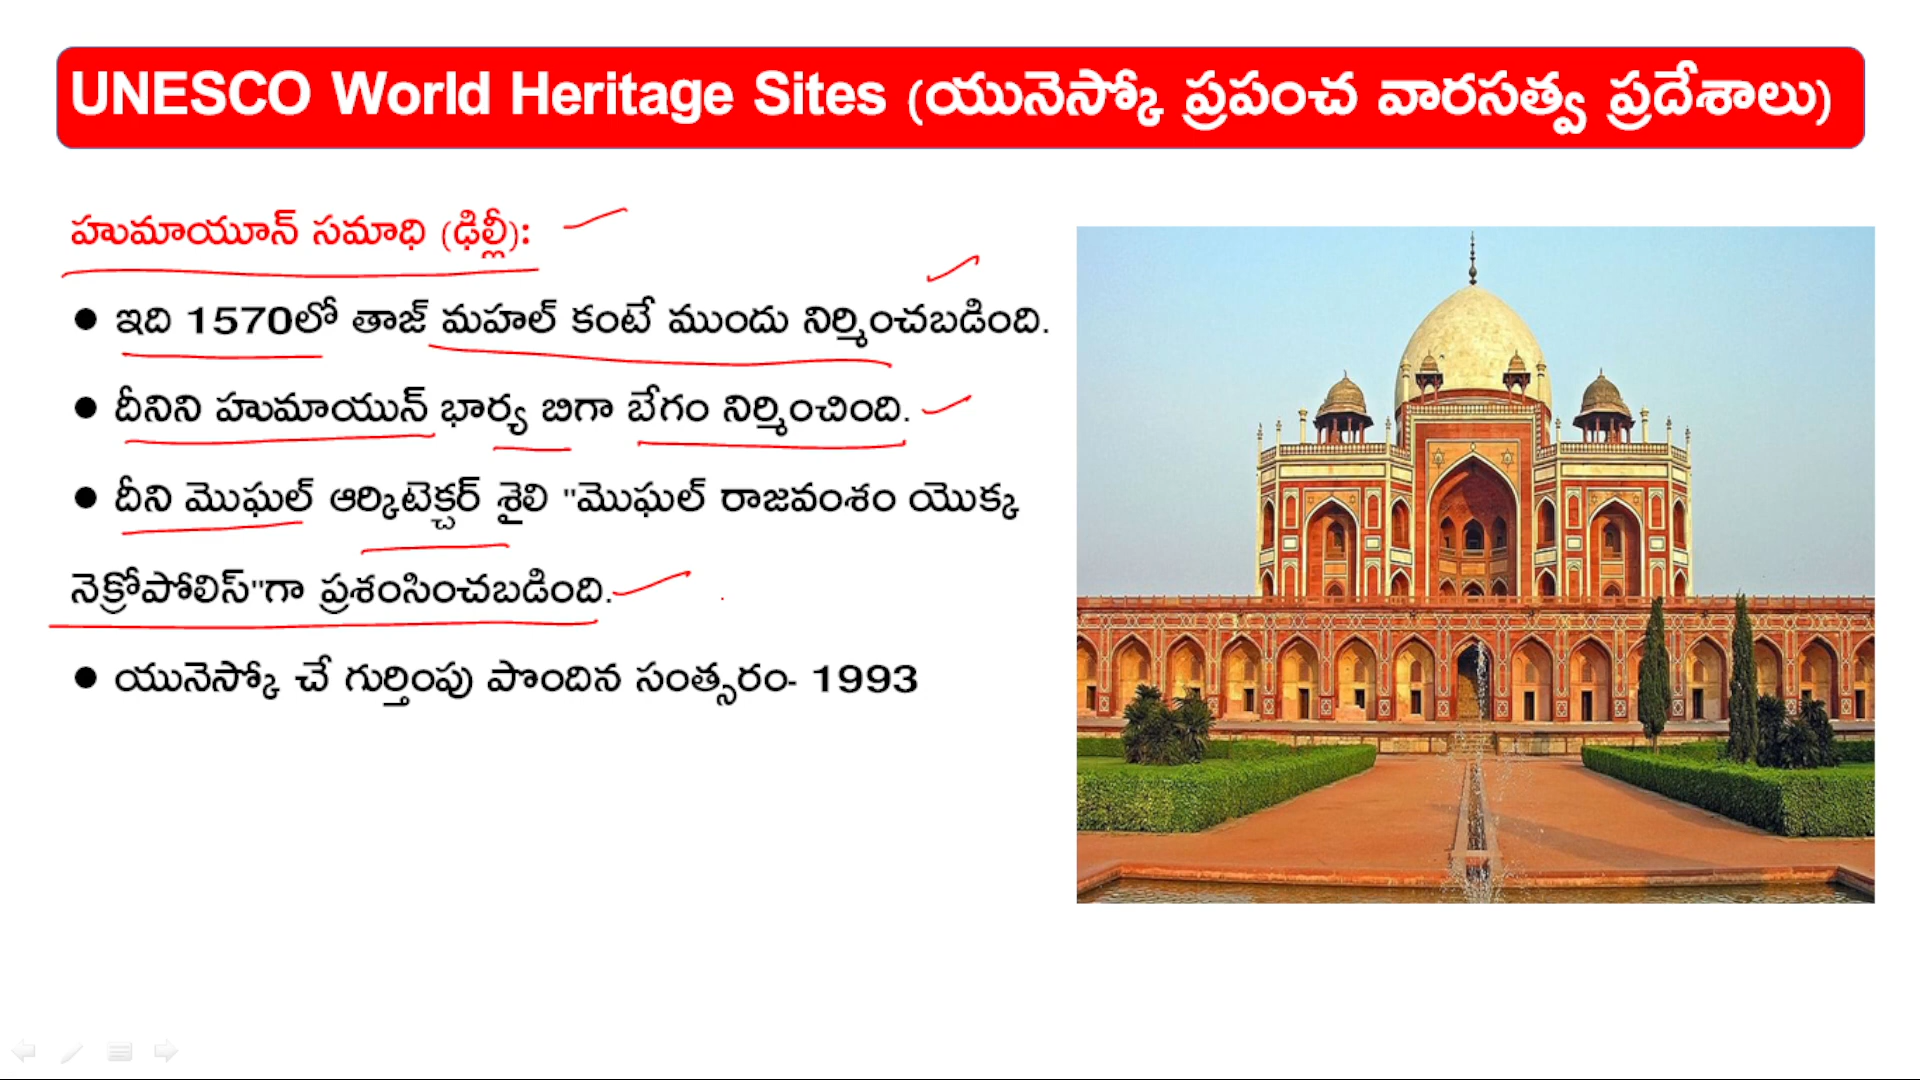 UNESCO World Heritage Sites (యునెస్కో ప్రపంచ వారసత్వ ప్రదేశాలు)
హుమాయూన్ సమాధి (ఢిల్లీ):
● ఇది 1570లో తాజ్ మహల్ కంటే ముందు నిర్మించబడింది.
● దీనిని హుమాయున్ భార్య బిగా బేగం నిర్మించింది.
● దీని మొఘల్ ఆర్కిటెక్చర్ శైలి "మొఘల్ రాజవంశం యొక్క
నెక్రోపోలిస్"గా ప్రశంసించబడింది.
● యునెస్కో చే గుర్తింపు పొందిన సంత్సరం- 1993